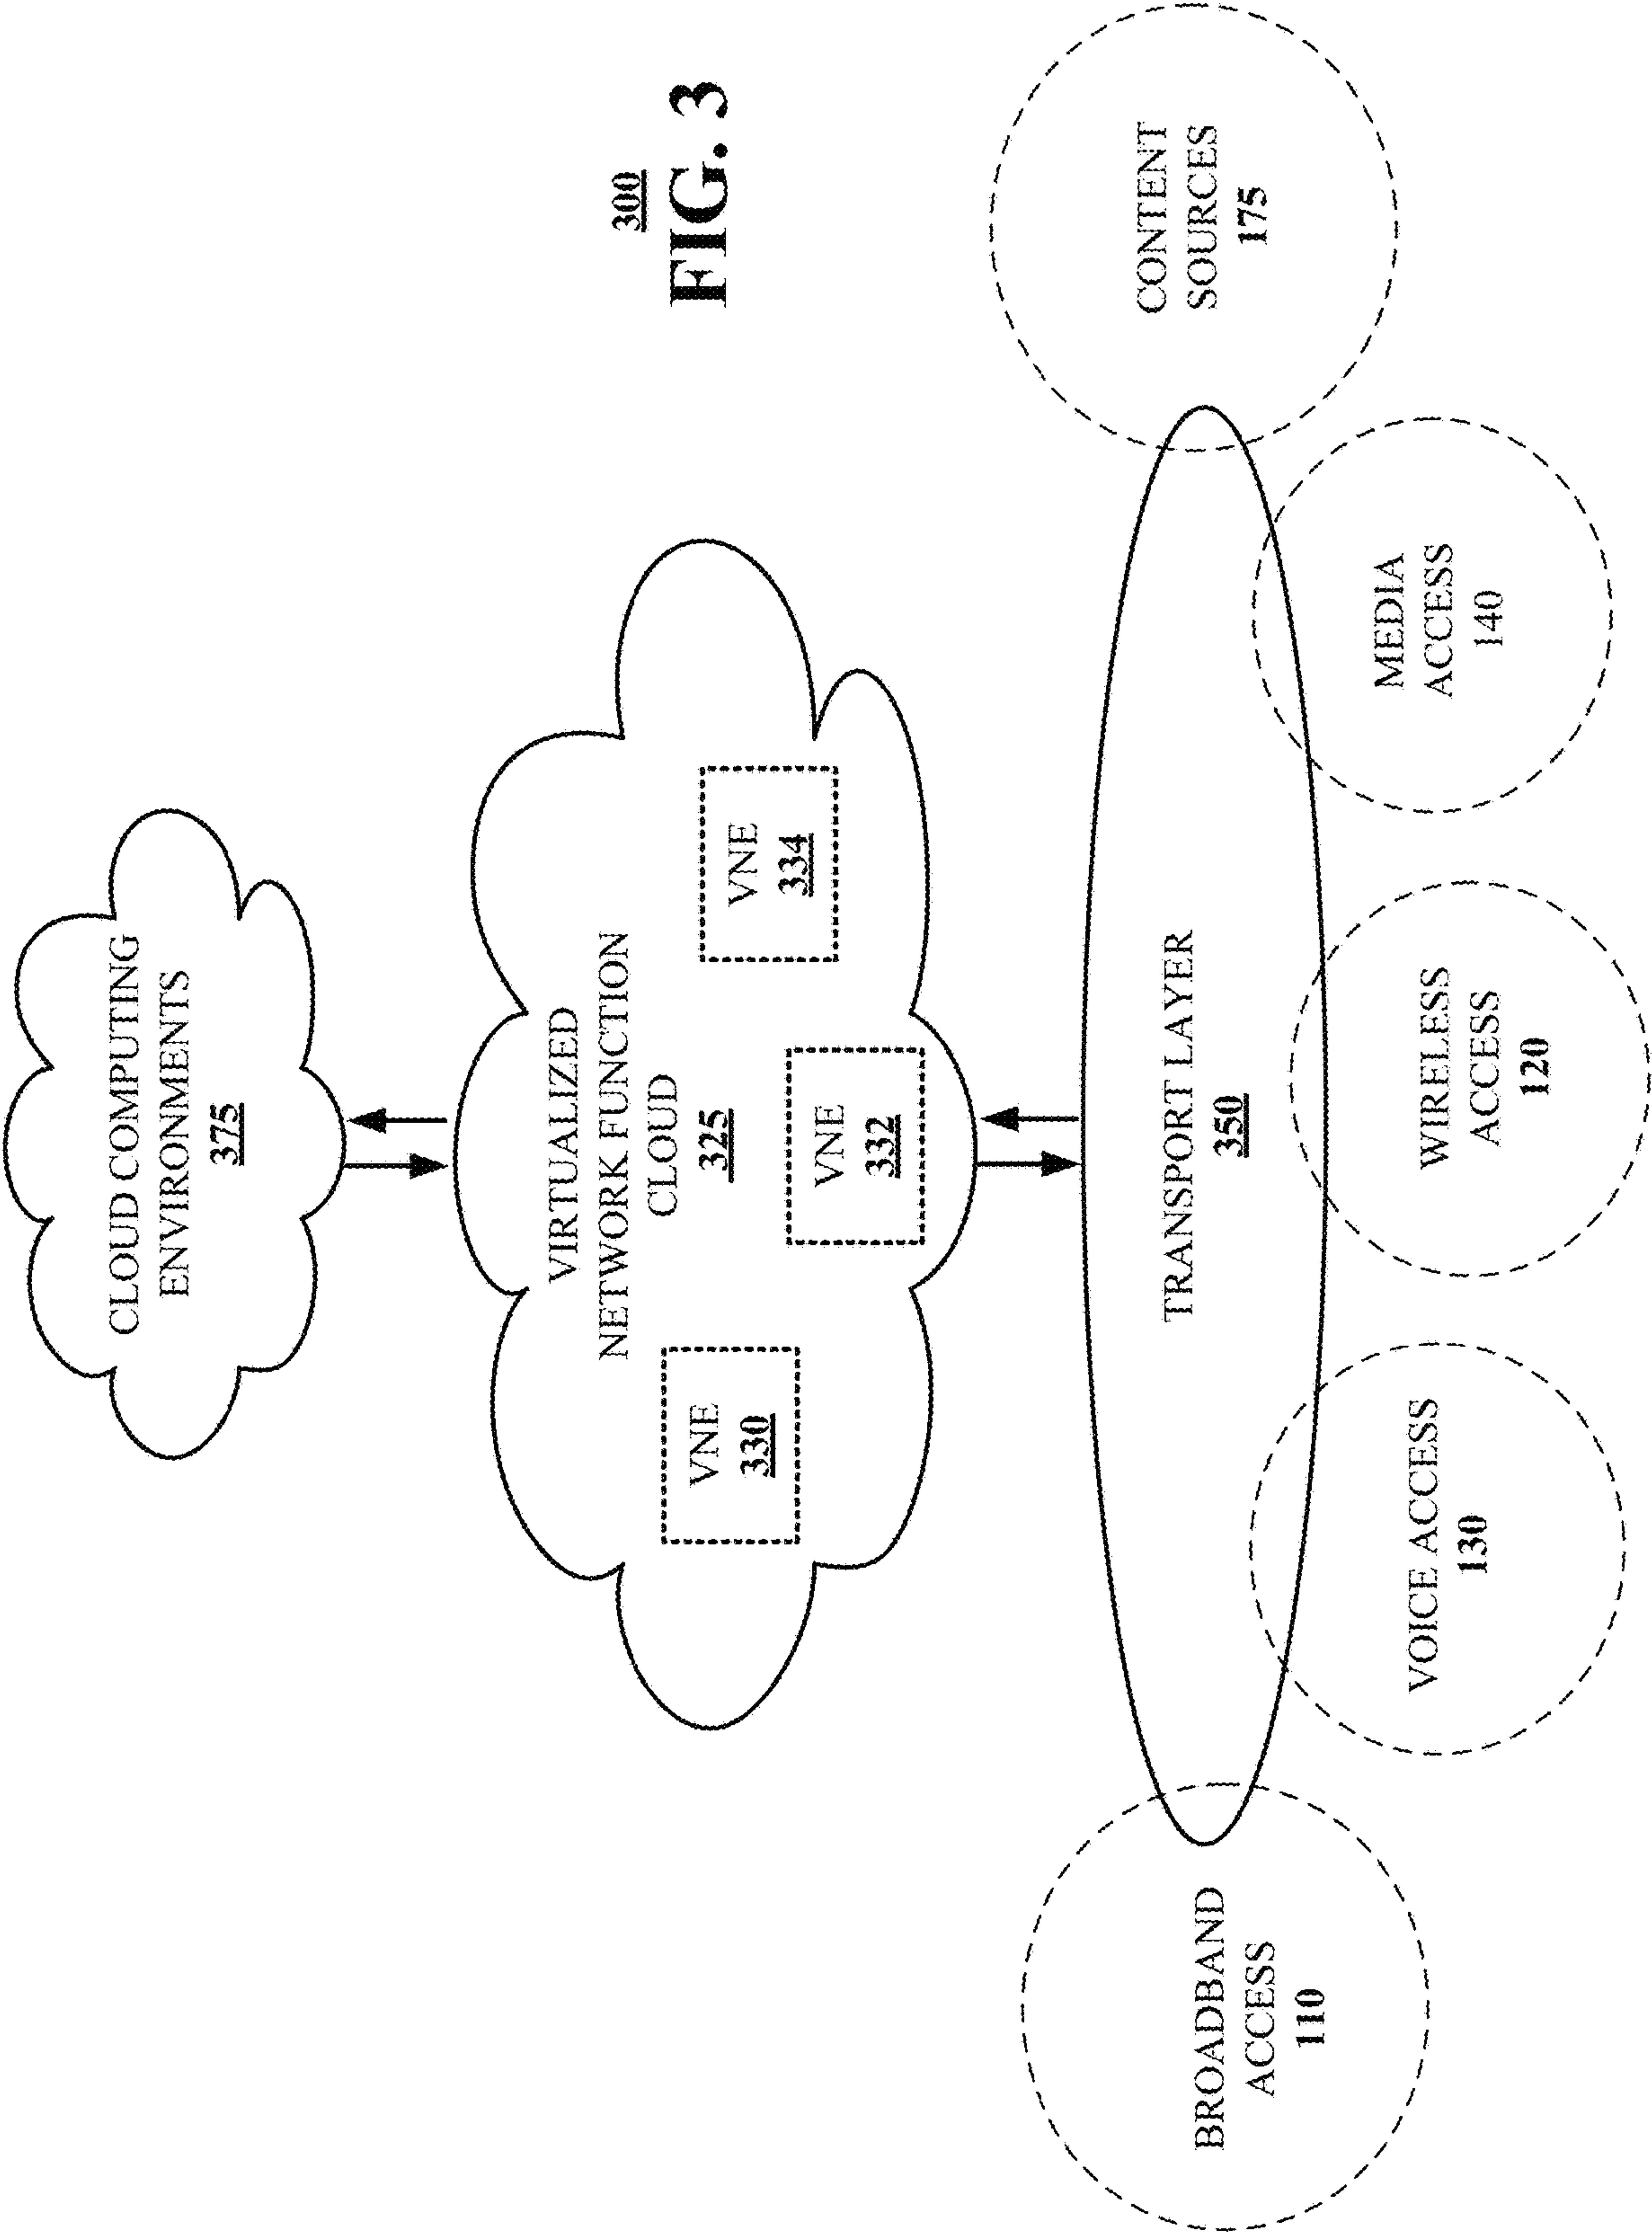 CLOUD COMPUTING
ENVIRONMENTS
375
VIRTUALIZED
NETWORK FUNCTION
CLOUD
325
VNE
330
VNE
332
VNE
334
300
FIG. 3
TRANSPORT LAYER
350
BROADBAND
ACCESS
110
VOICE ACCESS
130
WIRELESS
ACCESS
120
MEDIA
ACCESS
140
CONTENT
SOURCES
175